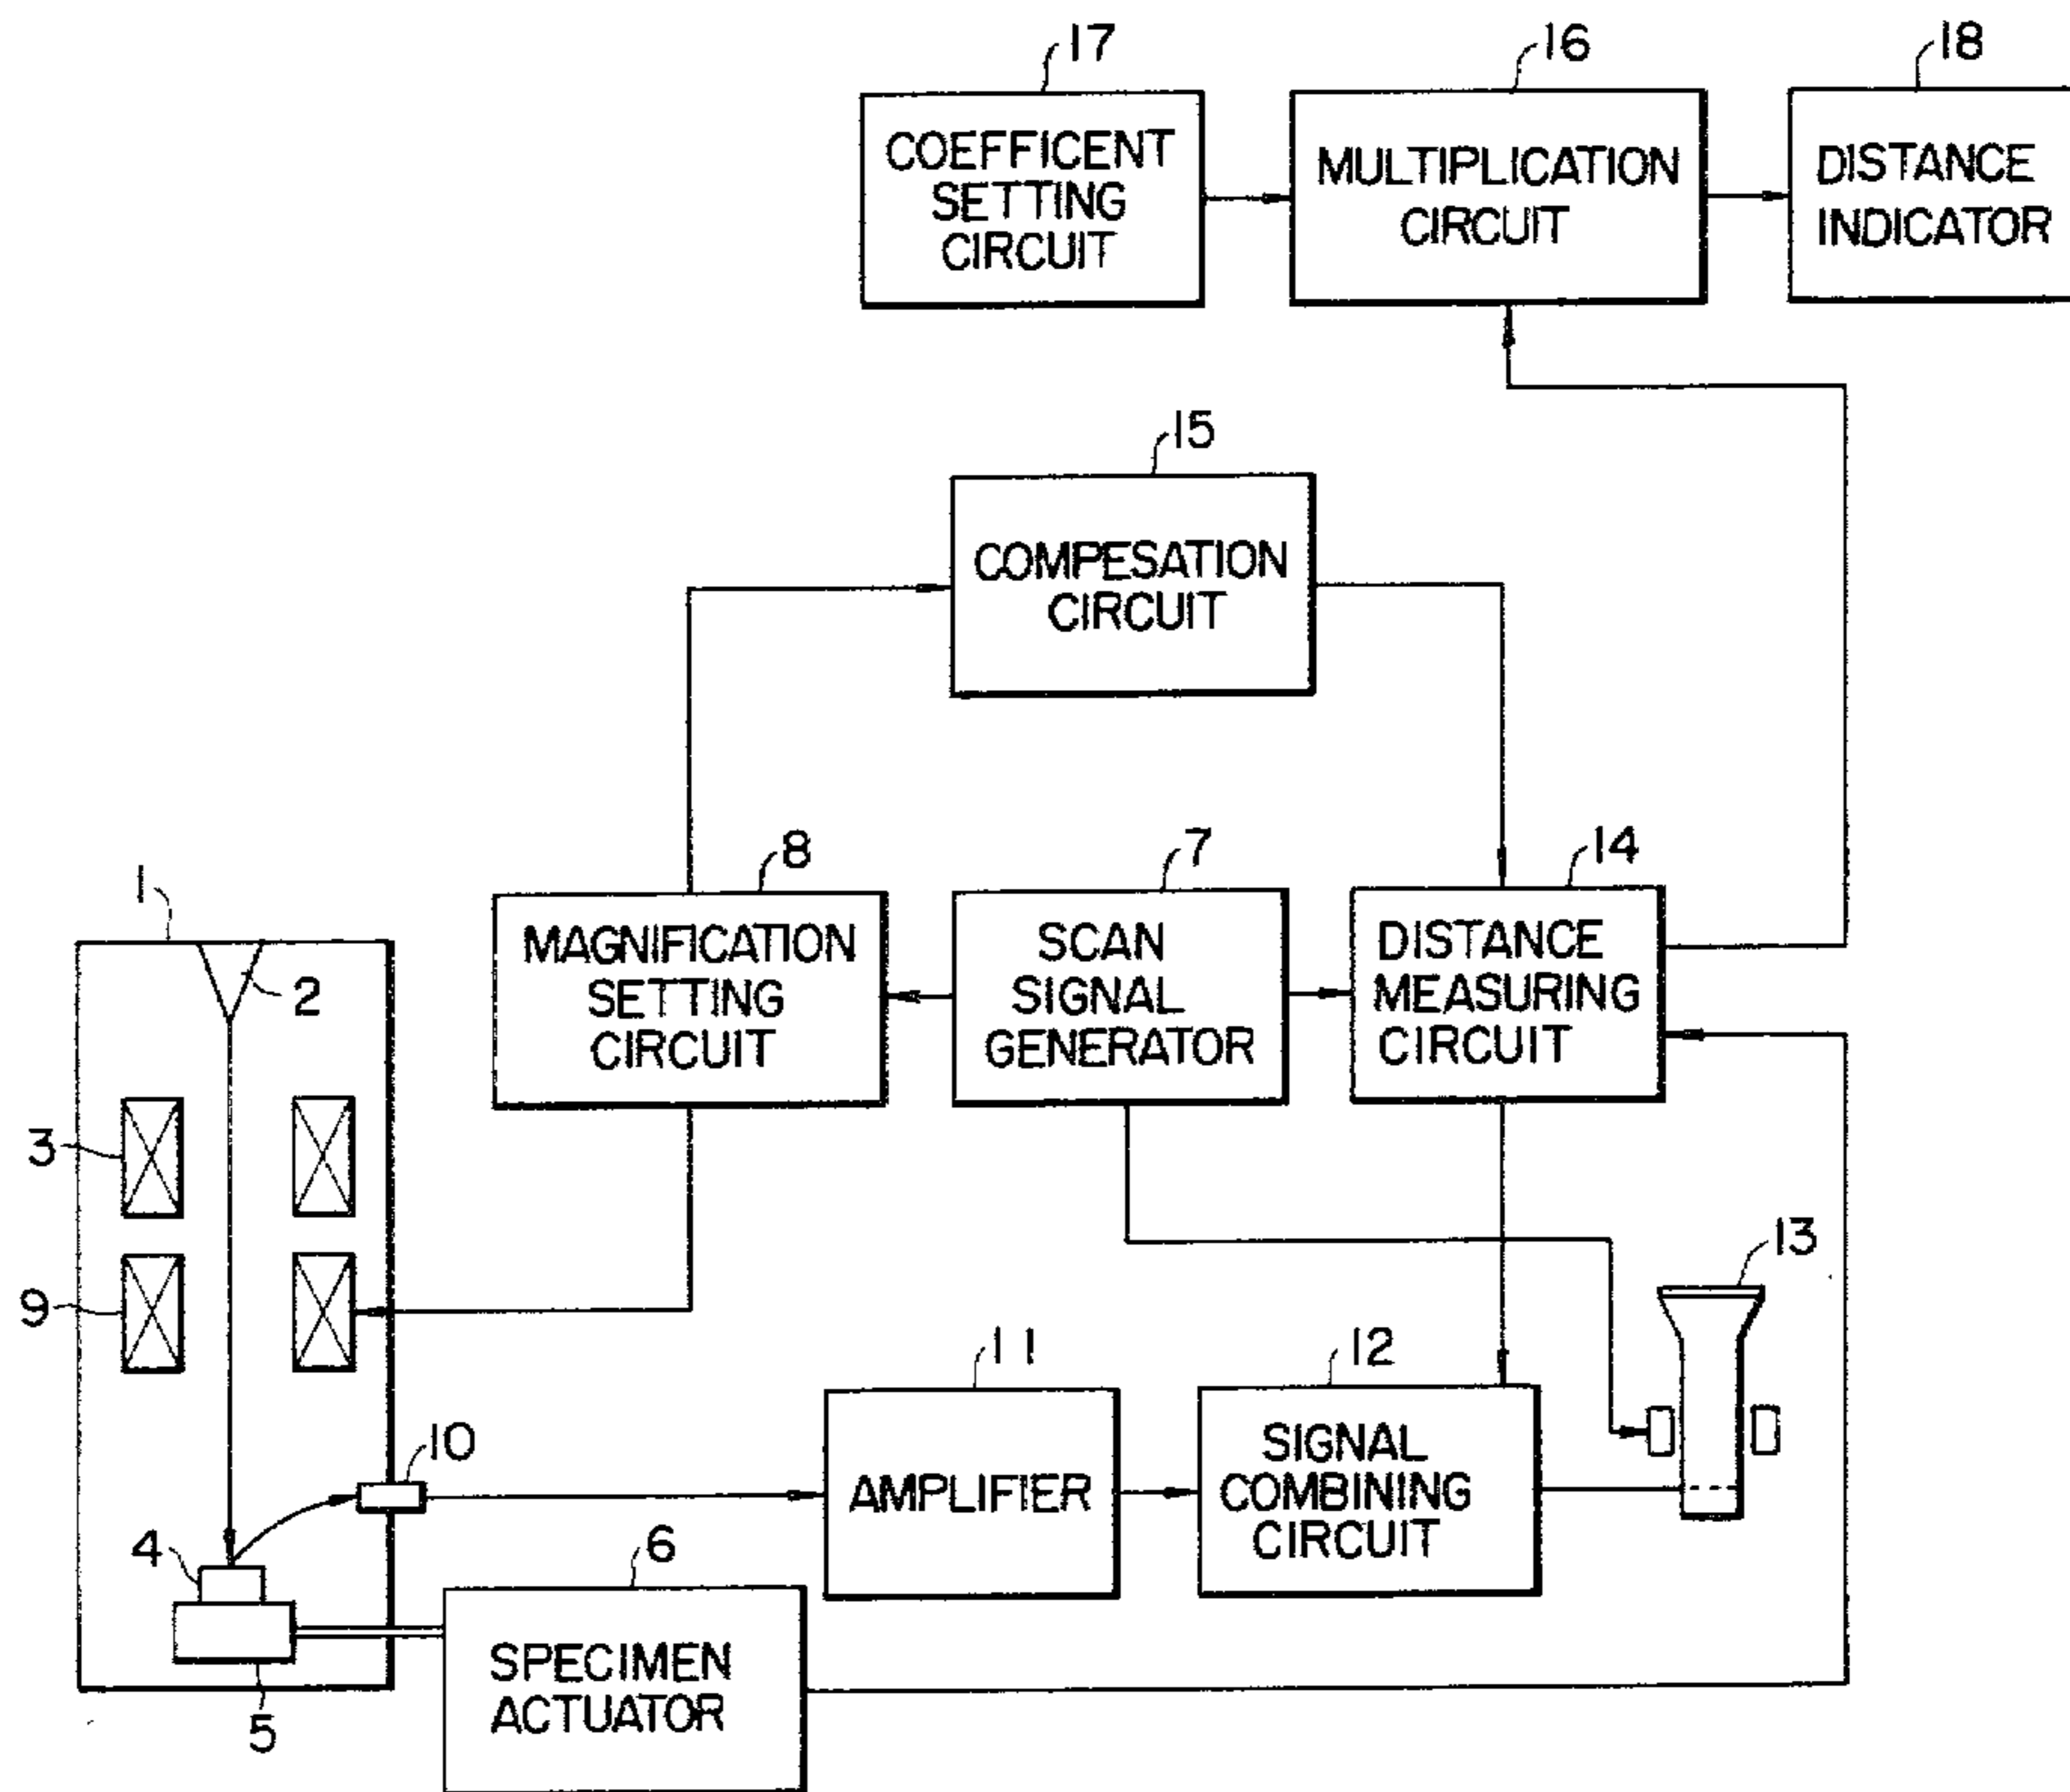 17
16
18
COEFFICENT
SETTING
CIRCUIT
MULTIPLICATION
CIRCUIT
DISTANCE
INDICATOR
15
COMPESATION
CIRCUIT
8
7
14
MAGNIFICATION
SETTING
CIRCUIT
SCAN
SIGNAL
GENERATOR
DISTANCE
MEASURING
CIRCUIT
1
2
3
9
13
10
11
12
AMPLIFIER
SIGNAL
COMBINING
CIRCUIT
4
6
5
SPECIMEN
ACTUATOR